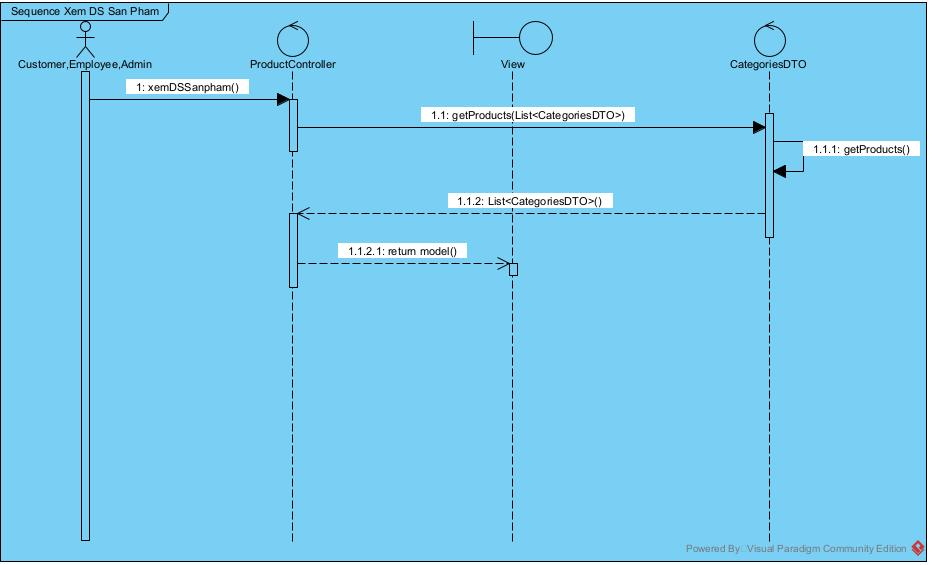 Sequence Xem DS San Pham
Customer,Employee,Admin
ProductController
View
CategoriesDTO
1: xemDSSanpham()
1.1: getProducts(List<CategoriesDTO>)
1.1.1: getProducts()
1.1.2: List<CategoriesDTO>()
1.1.2.1: return model()
Powered By Visual Paradigm Community Edition